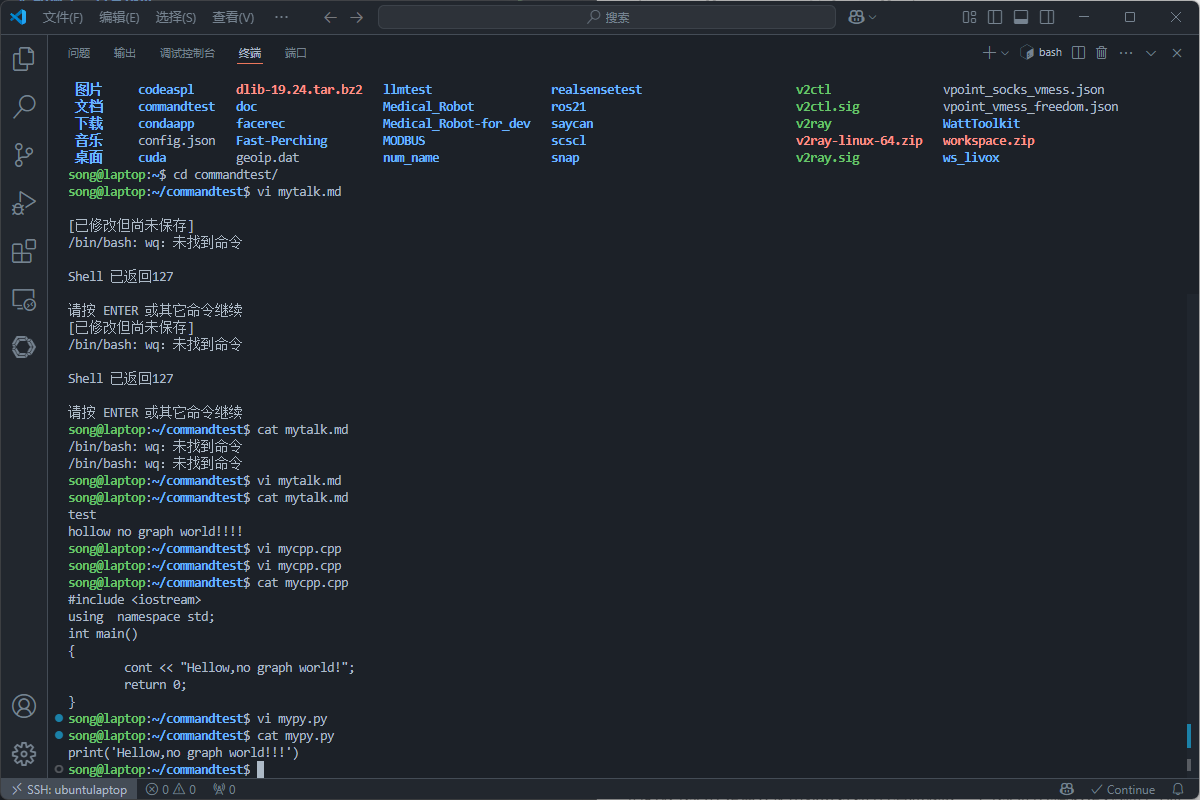 文件(F) 编辑(E) 选择(S) 查看(V) ··· 搜索
问题 输出 调试控制台 终端 端口 bash ···
图片 codeaspl dlib-19.24.tar.bz2 llmtest realsensetest v2ctl vpoint_socks_vmess.json
文档 commandtest doc Medical_Robot ros21 v2ctl.sig vpoint_vmess_freedom.json
下载 condaapp facerec Medical_Robot-for_dev saycan v2ray WattToolkit
音乐 config.json Fast-Perching MODBUS scscl v2ray-linux-64.zip workspace.zip
桌面 cuda geoip.dat num_name snap v2ray.sig ws_livox
song@laptop:~$ cd commandtest/
song@laptop:~/commandtest$ vi mytalk.md
[已修改但尚未保存]
/bin/bash: wq: 未找到命令
Shell 已返回127
请按 ENTER 或其它命令继续
[已修改但尚未保存]
/bin/bash: wq: 未找到命令
Shell 已返回127
请按 ENTER 或其它命令继续
song@laptop:~/commandtest$ cat mytalk.md
/bin/bash: wq: 未找到命令
/bin/bash: wq: 未找到命令
song@laptop:~/commandtest$ vi mytalk.md
song@laptop:~/commandtest$ cat mytalk.md
test
hollow no graph world!!!!
song@laptop:~/commandtest$ vi mycpp.cpp
song@laptop:~/commandtest$ vi mycpp.cpp
song@laptop:~/commandtest$ cat mycpp.cpp
#include <iostream>
using  namespace std;
int main()
{
        cont << "Hellow,no graph world!";
        return 0;
}
song@laptop:~/commandtest$ vi mypy.py
song@laptop:~/commandtest$ cat mypy.py
print('Hellow,no graph world!!!')
song@laptop:~/commandtest$
SSH: ubuntulaptop 0 0 0 Continue